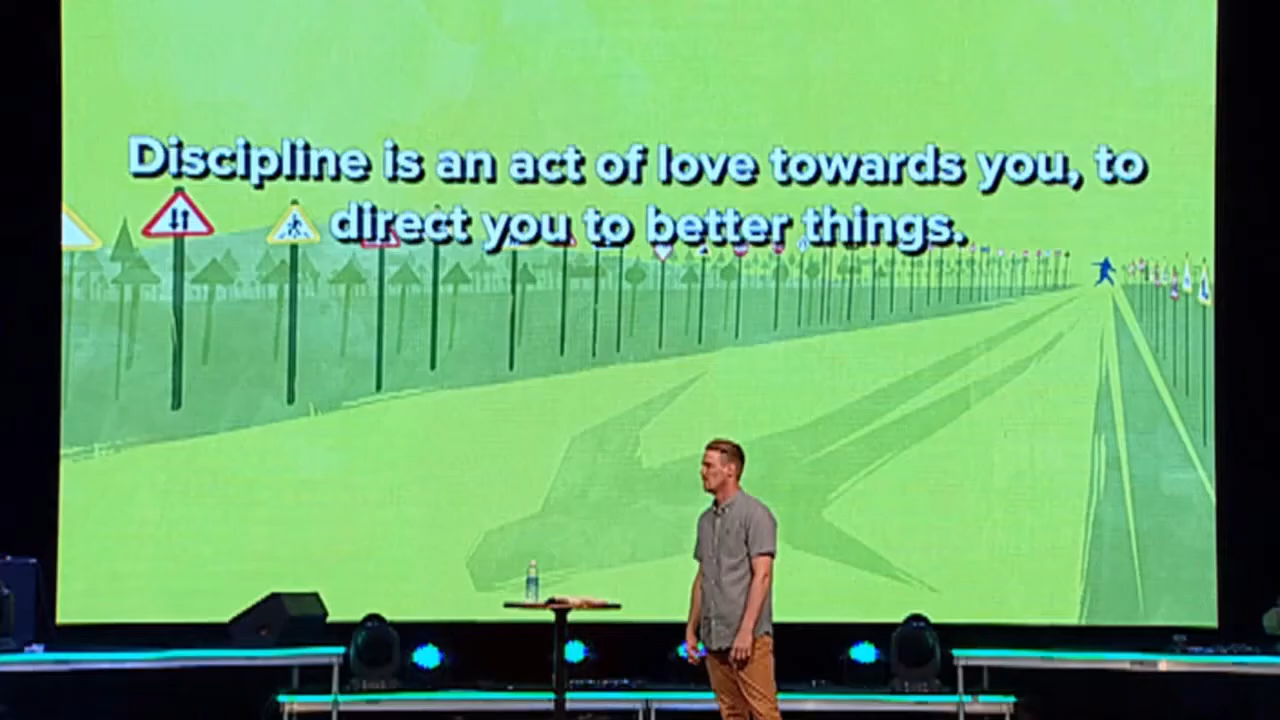 Discipline is an act of love towards you, to
direct you to better things.